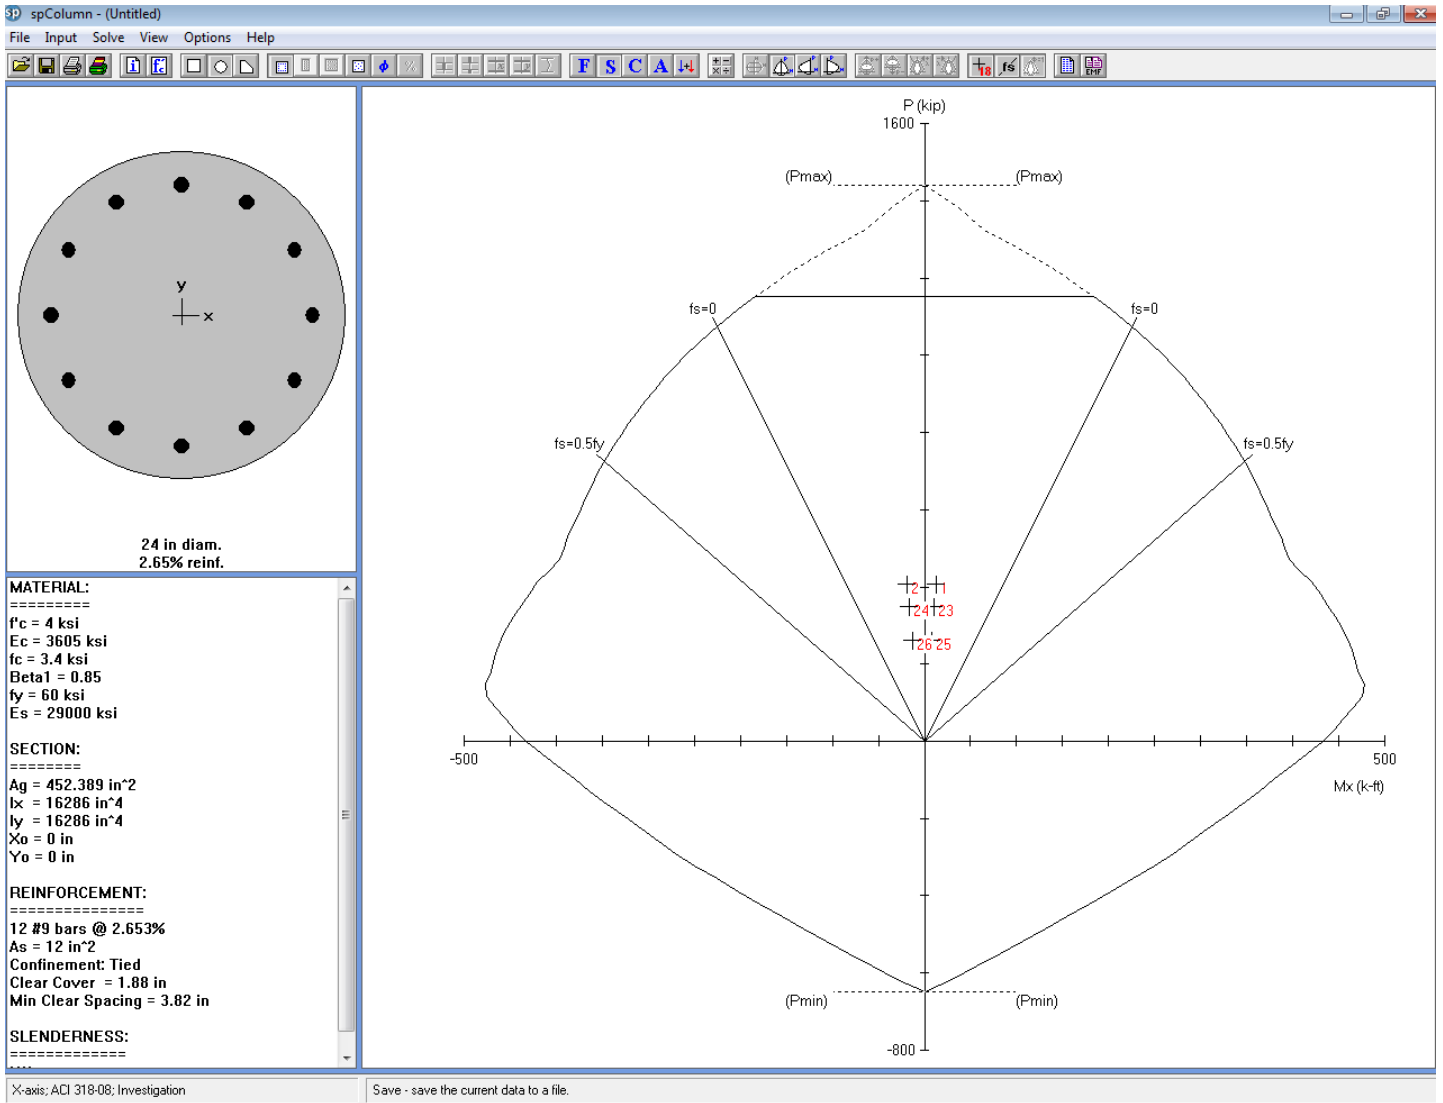 sp spColumn - (Untitled)
File Input Solve View Options Help
i fc ϕ F S C A 18 fs EMF
y
x
24 in diam.
2.65% reinf.
MATERIAL:
=========
f'c = 4 ksi
Ec = 3605 ksi
fc = 3.4 ksi
Beta1 = 0.85
fy = 60 ksi
Es = 29000 ksi
SECTION:
========
Ag = 452.389 in^2
Ix = 16286 in^4
Iy = 16286 in^4
Xo = 0 in
Yo = 0 in
REINFORCEMENT:
===============
12 #9 bars @ 2.653%
As = 12 in^2
Confinement: Tied
Clear Cover = 1.88 in
Min Clear Spacing = 3.82 in
SLENDERNESS:
=============
P (kip)
1600
(Pmax) (Pmax)
fs=0 fs=0
fs=0.5fy fs=0.5fy
2 1
24 23
26 25
-500 500
Mx (k-ft)
(Pmin) (Pmin)
-800
X-axis; ACI 318-08; Investigation
Save - save the current data to a file.